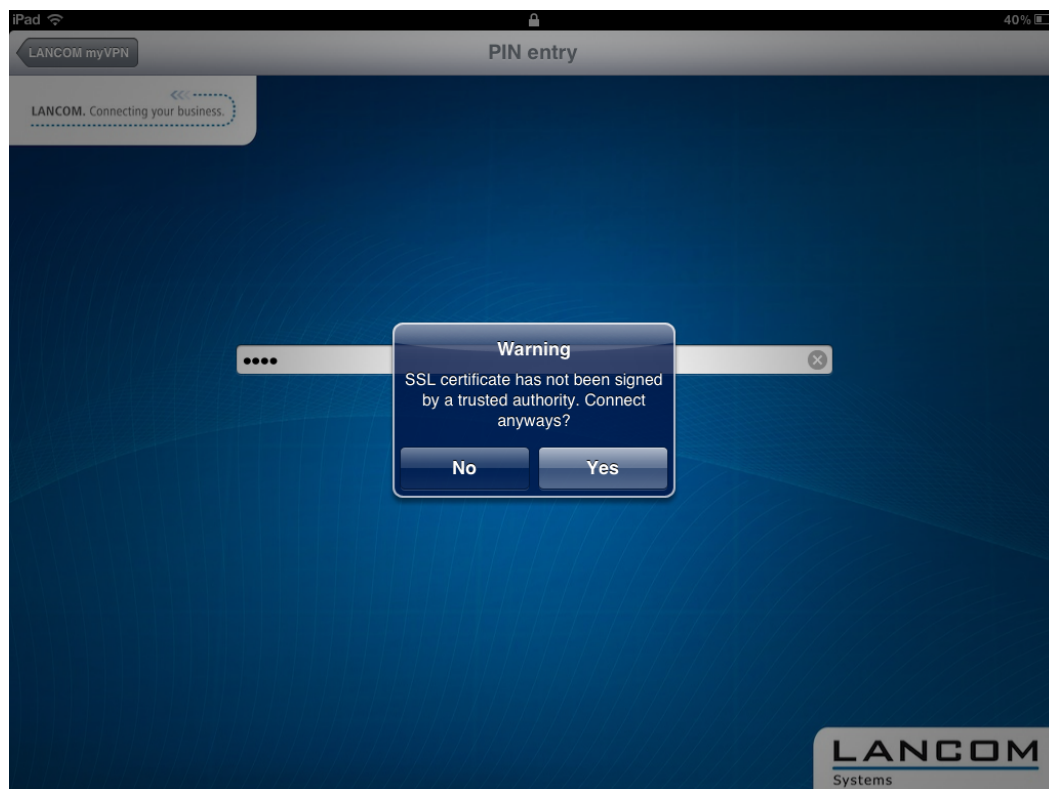 iPad 40%
LANCOM myVPN PIN entry
LANCOM. Connecting your business.
••••
Warning
SSL certificate has not been signed
by a trusted authority. Connect
anyways?
No Yes
LANCOM
Systems